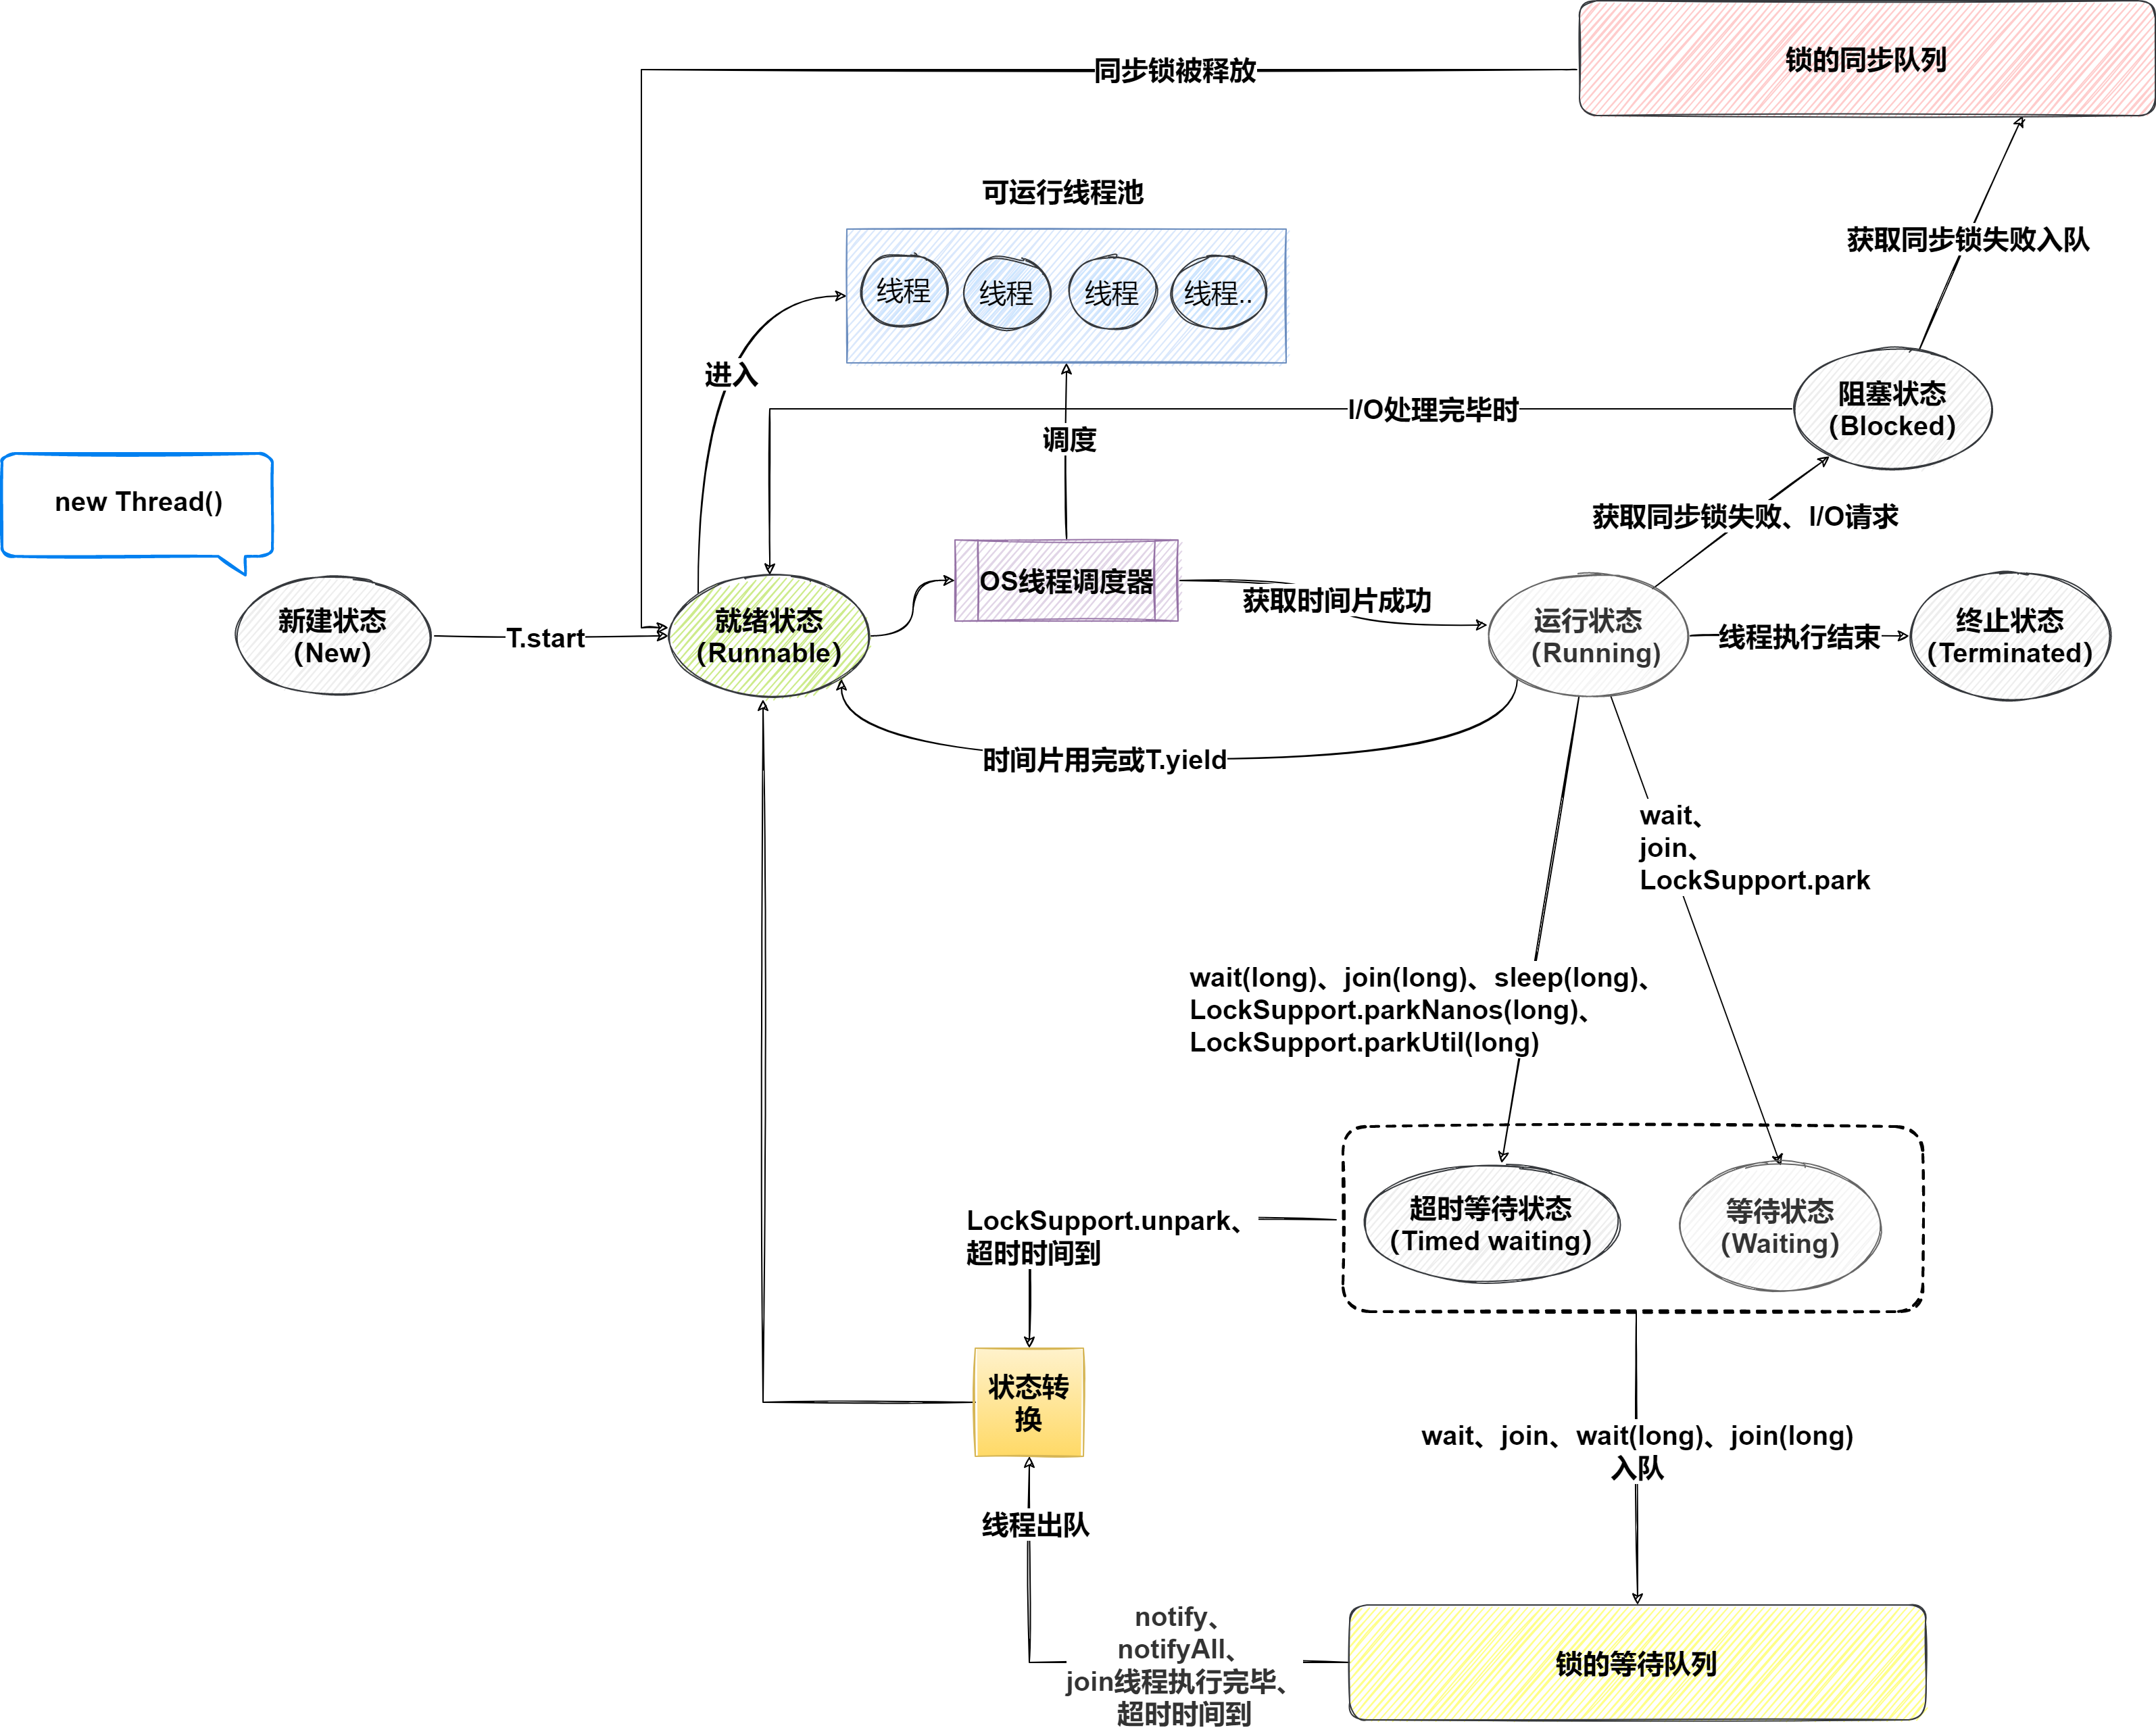 锁的同步队列
同步锁被释放
可运行线程池
获取同步锁失败入队
线程
线程
线程
线程..
进入
阻塞状态
（Blocked）
I/O处理完毕时
调度
new Thread()
获取同步锁失败、I/O请求
OS线程调度器
获取时间片成功
新建状态
（New）
T.start
就绪状态
（Runnable）
运行状态
（Running)
线程执行结束
终止状态
（Terminated）
时间片用完或T.yield
wait、
join、
LockSupport.park
wait(long)、join(long)、sleep(long)、
LockSupport.parkNanos(long)、
LockSupport.parkUtil(long)
LockSupport.unpark、
超时时间到
超时等待状态
（Timed waiting）
等待状态
（Waiting）
状态转
换
wait、join、wait(long)、join(long)
入队
线程出队
notify、
notifyAll、
join线程执行完毕、
超时时间到
锁的等待队列